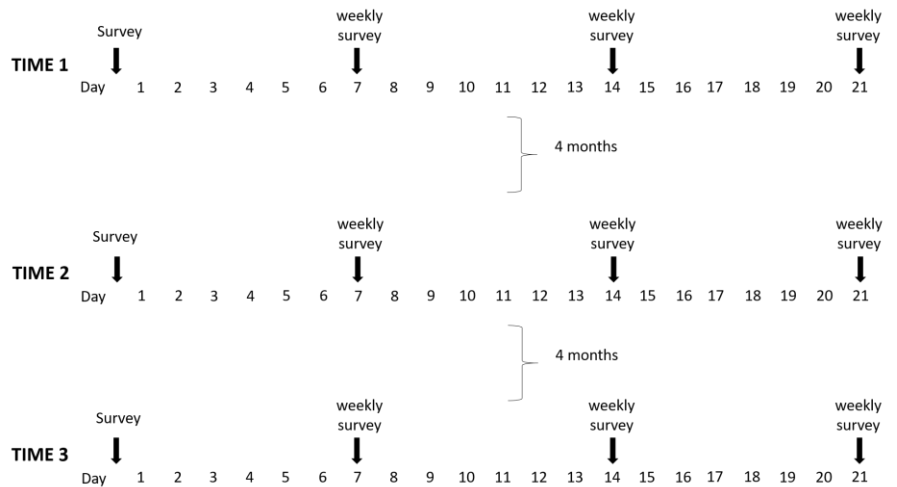 Survey weekly survey weekly survey weekly survey
TIME 1
Day 1 2 3 4 5 6 7 8 9 10 11 12 13 14 15 16 17 18 19 20 21
4 months
Survey weekly survey weekly survey weekly survey
TIME 2
Day 1 2 3 4 5 6 7 8 9 10 11 12 13 14 15 16 17 18 19 20 21
4 months
Survey weekly survey weekly survey weekly survey
TIME 3
Day 1 2 3 4 5 6 7 8 9 10 11 12 13 14 15 16 17 18 19 20 21